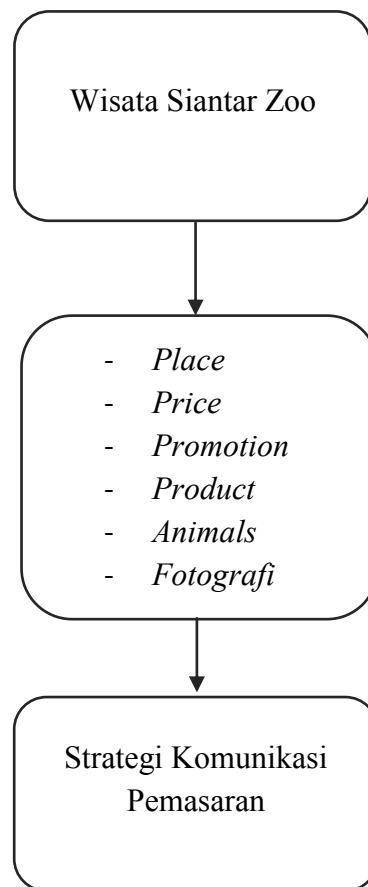 Wisata Siantar Zoo
- Place
- Price
- Promotion
- Product
- Animals
- Fotografi
Strategi Komunikasi
Pemasaran